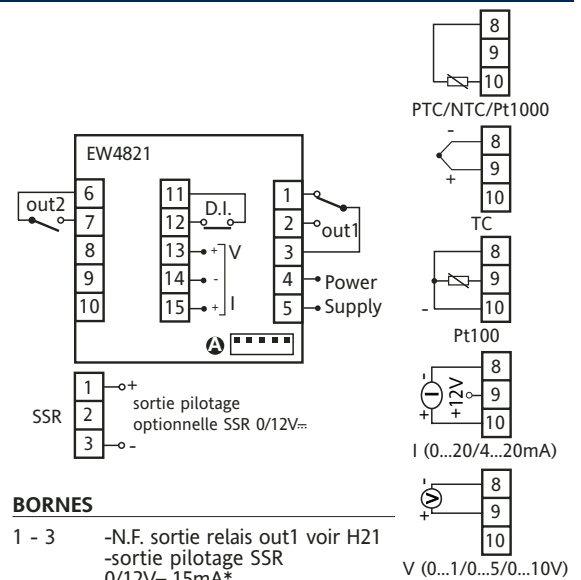 EW4821
out2
6
7
8
9
10
11
12
13
14
15
D.I.
+
V
-
+
I
1
2
3
4
5
out1
Power
Supply
A
SSR
1
2
3
+
-
sortie pilotage
optionnelle SSR 0/12V⎓
BORNES
1 - 3 -N.F. sortie relais out1 voir H21
-sortie pilotage SSR
0/12V⎓ 15mA*
8
9
10
PTC/NTC/Pt1000
-
+
8
9
10
TC
-
8
9
10
Pt100
-
I
+
+12V
8
9
10
I (0...20/4...20mA)
-
V
+
8
9
10
V (0...1/0...5/0...10V)